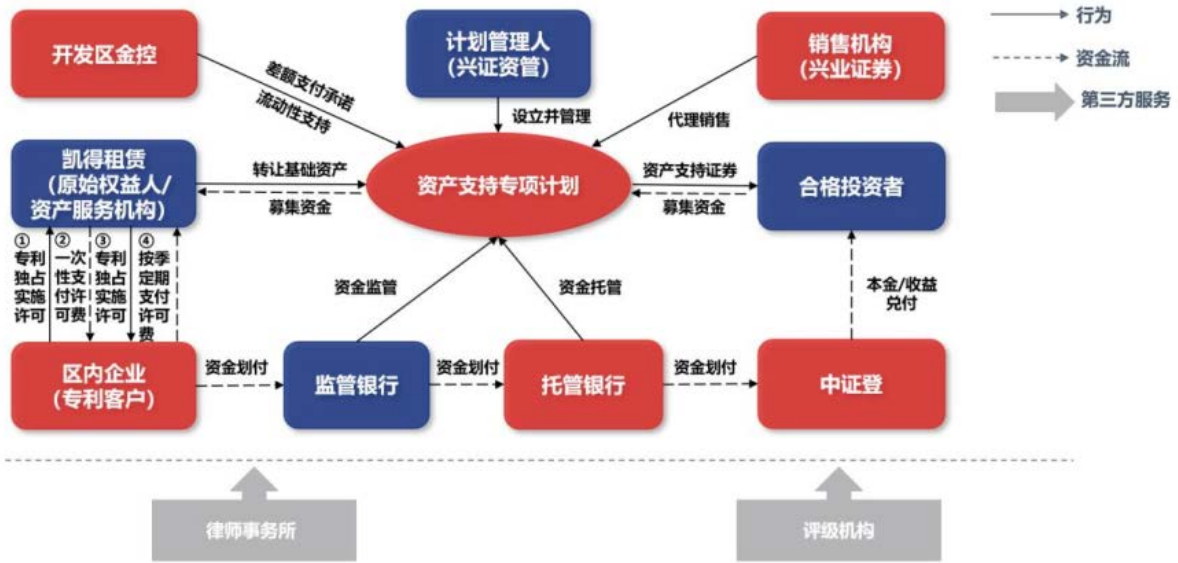 开发区金控
计划管理人
（兴证资管）
销售机构
（兴业证券）
行为
资金流
第三方服务
差额支付承诺
流动性支持
设立并管理
代理销售
凯得租赁
（原始权益人/
资产服务机构）
转让基础资产
募集资金
资产支持专项计划
资产支持证券
募集资金
合格投资者
①
专利
独占
实施
许可
②
一次
性支
付许
可费
③
专利
独占
实施
许可
④
按季
定期
支付
许可
费
资金监管
资金托管
本金/收益
兑付
区内企业
（专利客户）
资金划付
监管银行
资金划付
托管银行
资金划付
中证登
律师事务所
评级机构